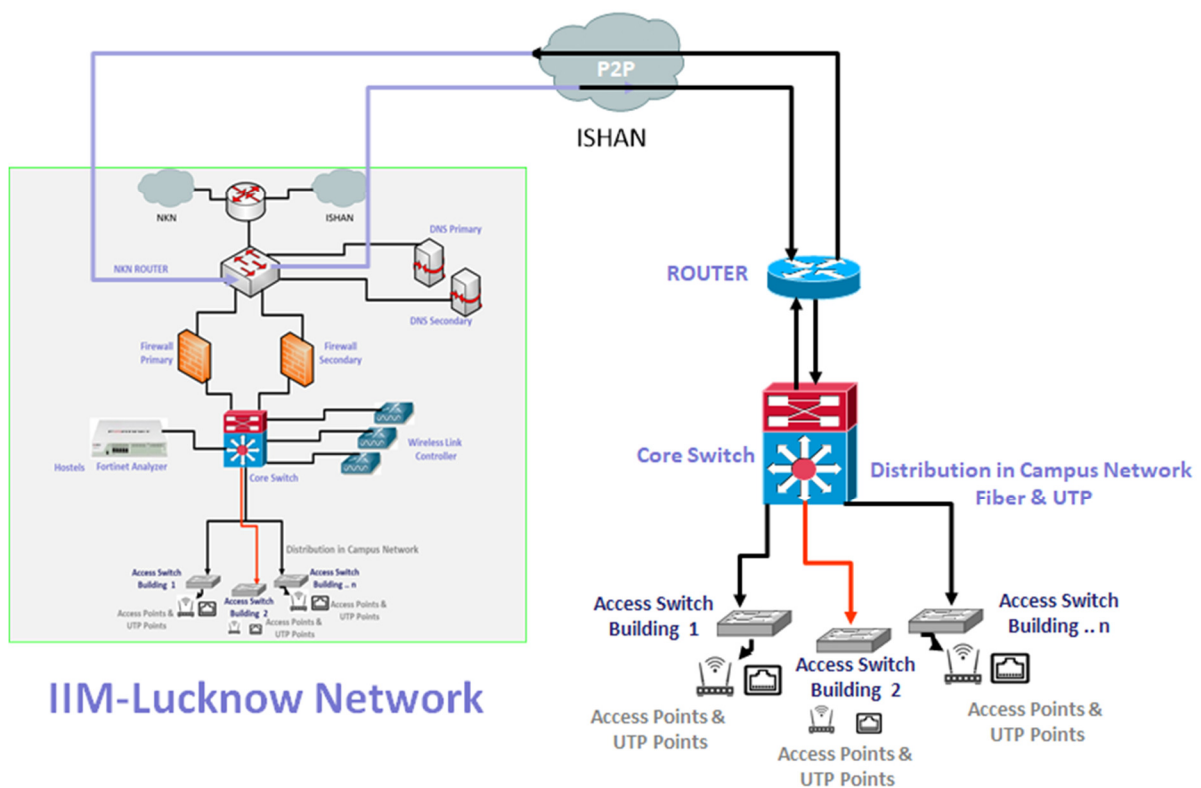 P2P
ISHAN
NKN
ISHAN
DNS Primary
NKN ROUTER
DNS Secondary
Firewall
Primary
Firewall
Secondary
Hostels
Fortinet Analyzer
Wireless Link
Controller
Core Switch
Distribution in Campus Network
Access Switch
Building 1
Access Switch
Building 2
Access Switch
Building .. n
Access Points &
UTP Points
Access Points &
UTP Points
Access Points &
UTP Points
IIM-Lucknow Network
ROUTER
Core Switch
Distribution in Campus Network
Fiber & UTP
Access Switch
Building 1
Access Switch
Building 2
Access Switch
Building .. n
Access Points &
UTP Points
Access Points &
UTP Points
Access Points &
UTP Points